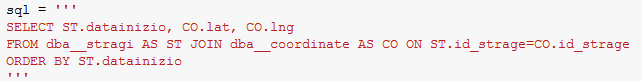 sql = '''
SELECT ST.datainizio, CO.lat, CO.lng
FROM dba__stragi AS ST JOIN dba__coordinate AS CO ON ST.id_strage=CO.id_strage
ORDER BY ST.datainizio
'''